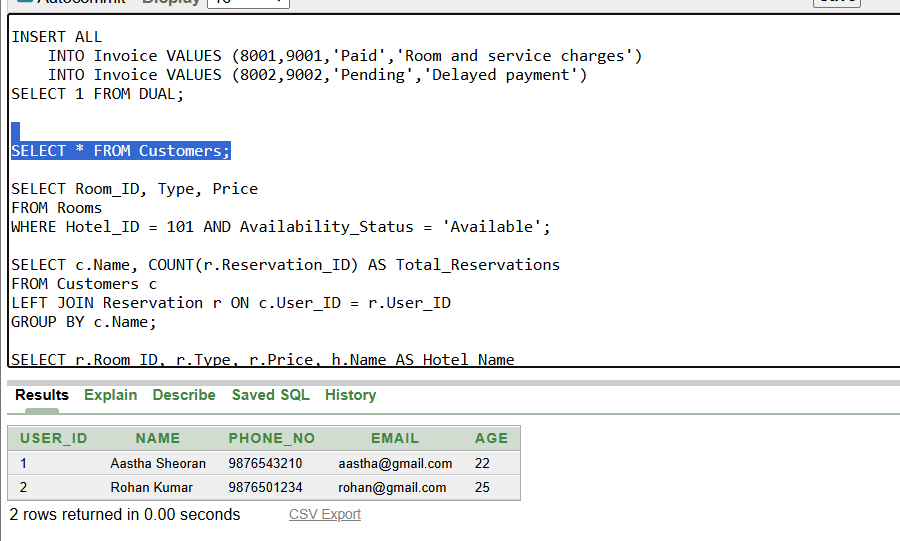 Autocommit Display 10 Save
INSERT ALL
    INTO Invoice VALUES (8001,9001,'Paid','Room and service charges')
    INTO Invoice VALUES (8002,9002,'Pending','Delayed payment')
SELECT 1 FROM DUAL;
SELECT * FROM Customers;
SELECT Room_ID, Type, Price
FROM Rooms
WHERE Hotel_ID = 101 AND Availability_Status = 'Available';
SELECT c.Name, COUNT(r.Reservation_ID) AS Total_Reservations
FROM Customers c
LEFT JOIN Reservation r ON c.User_ID = r.User_ID
GROUP BY c.Name;
SELECT r.Room_ID, r.Type, r.Price, h.Name AS Hotel_Name
Results Explain Describe Saved SQL History
USER_ID NAME PHONE_NO EMAIL AGE
1 Aastha Sheoran 9876543210 aastha@gmail.com 22
2 Rohan Kumar 9876501234 rohan@gmail.com 25
2 rows returned in 0.00 seconds CSV Export